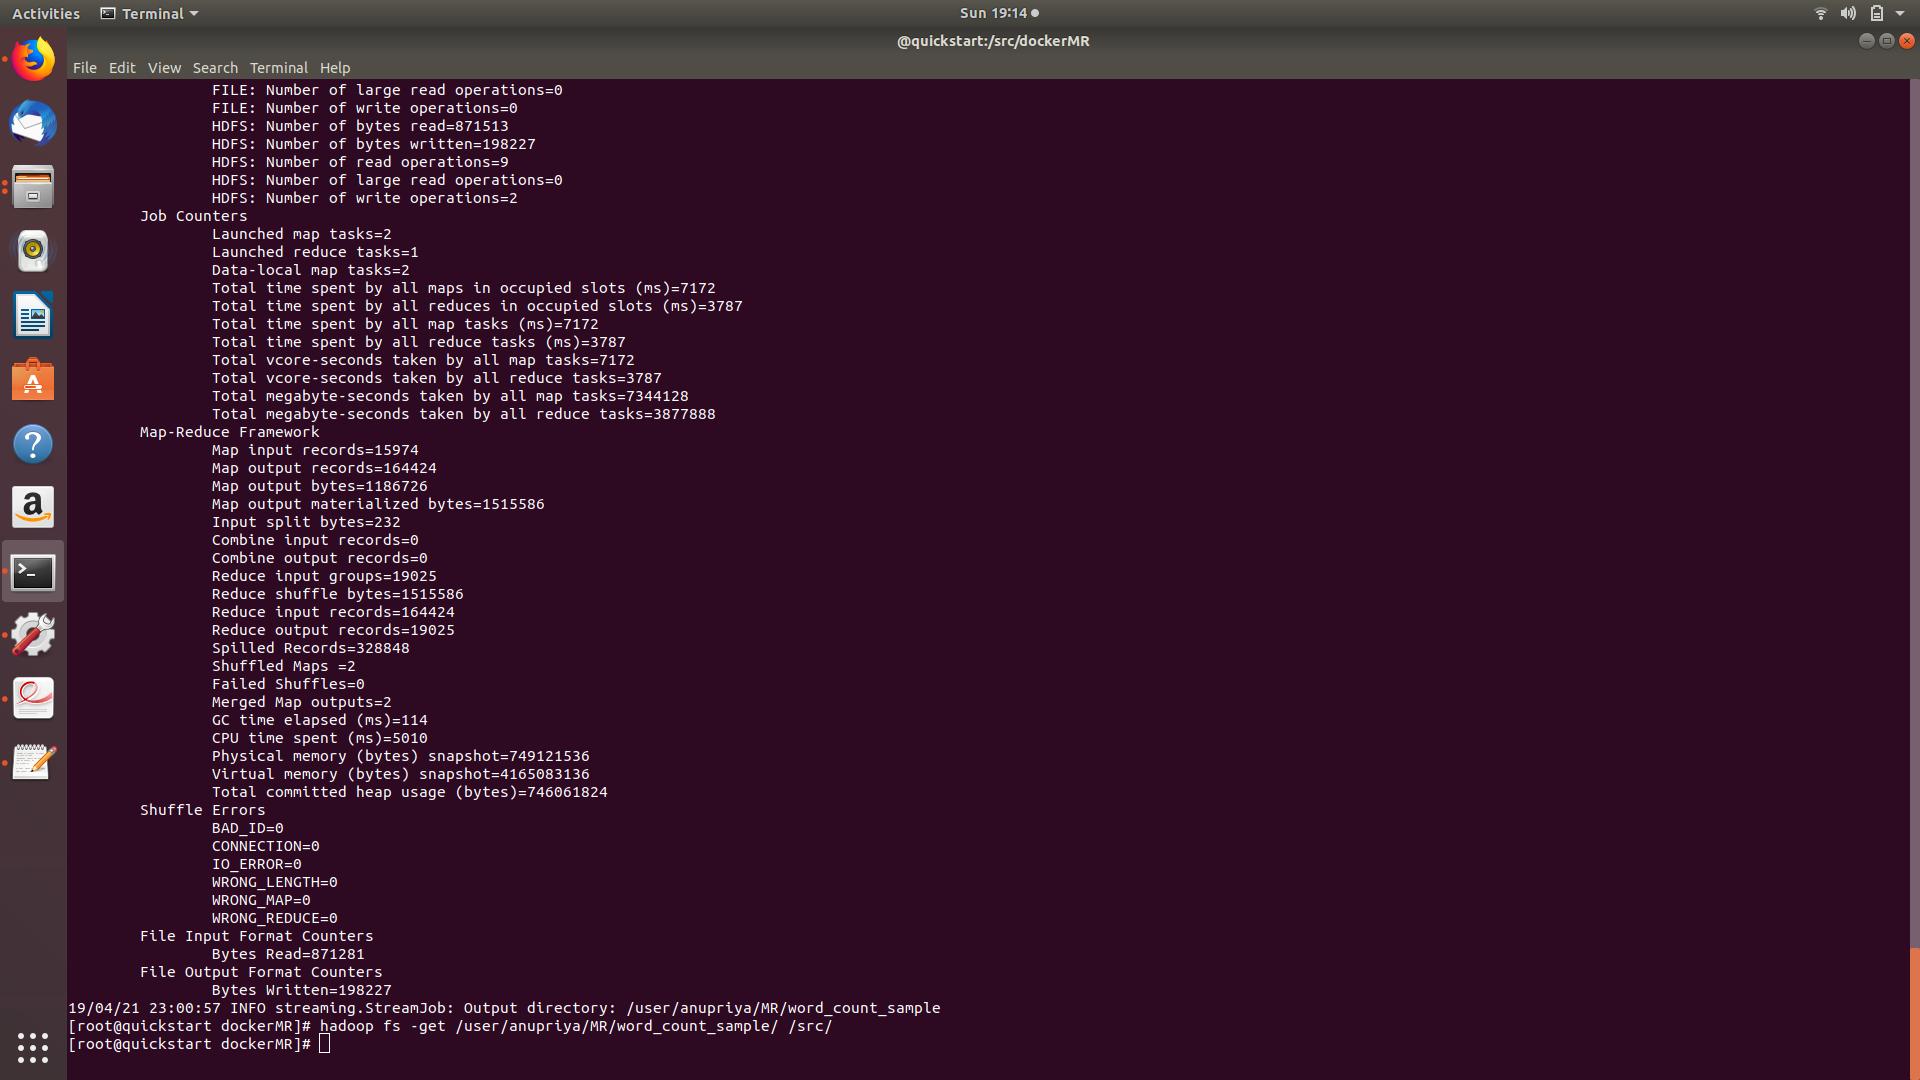 Activities Terminal Sun 19:14
@quickstart:/src/dockerMR
File Edit View Search Terminal Help
FILE: Number of large read operations=0
FILE: Number of write operations=0
HDFS: Number of bytes read=871513
HDFS: Number of bytes written=198227
HDFS: Number of read operations=9
HDFS: Number of large read operations=0
HDFS: Number of write operations=2
Job Counters
Launched map tasks=2
Launched reduce tasks=1
Data-local map tasks=2
Total time spent by all maps in occupied slots (ms)=7172
Total time spent by all reduces in occupied slots (ms)=3787
Total time spent by all map tasks (ms)=7172
Total time spent by all reduce tasks (ms)=3787
Total vcore-seconds taken by all map tasks=7172
Total vcore-seconds taken by all reduce tasks=3787
Total megabyte-seconds taken by all map tasks=7344128
Total megabyte-seconds taken by all reduce tasks=3877888
Map-Reduce Framework
Map input records=15974
Map output records=164424
Map output bytes=1186726
Map output materialized bytes=1515586
Input split bytes=232
Combine input records=0
Combine output records=0
Reduce input groups=19025
Reduce shuffle bytes=1515586
Reduce input records=164424
Reduce output records=19025
Spilled Records=328848
Shuffled Maps =2
Failed Shuffles=0
Merged Map outputs=2
GC time elapsed (ms)=114
CPU time spent (ms)=5010
Physical memory (bytes) snapshot=749121536
Virtual memory (bytes) snapshot=4165083136
Total committed heap usage (bytes)=746061824
Shuffle Errors
BAD_ID=0
CONNECTION=0
IO_ERROR=0
WRONG_LENGTH=0
WRONG_MAP=0
WRONG_REDUCE=0
File Input Format Counters
Bytes Read=871281
File Output Format Counters
Bytes Written=198227
19/04/21 23:00:57 INFO streaming.StreamJob: Output directory: /user/anupriya/MR/word_count_sample
[root@quickstart dockerMR]# hadoop fs -get /user/anupriya/MR/word_count_sample/ /src/
[root@quickstart dockerMR]#